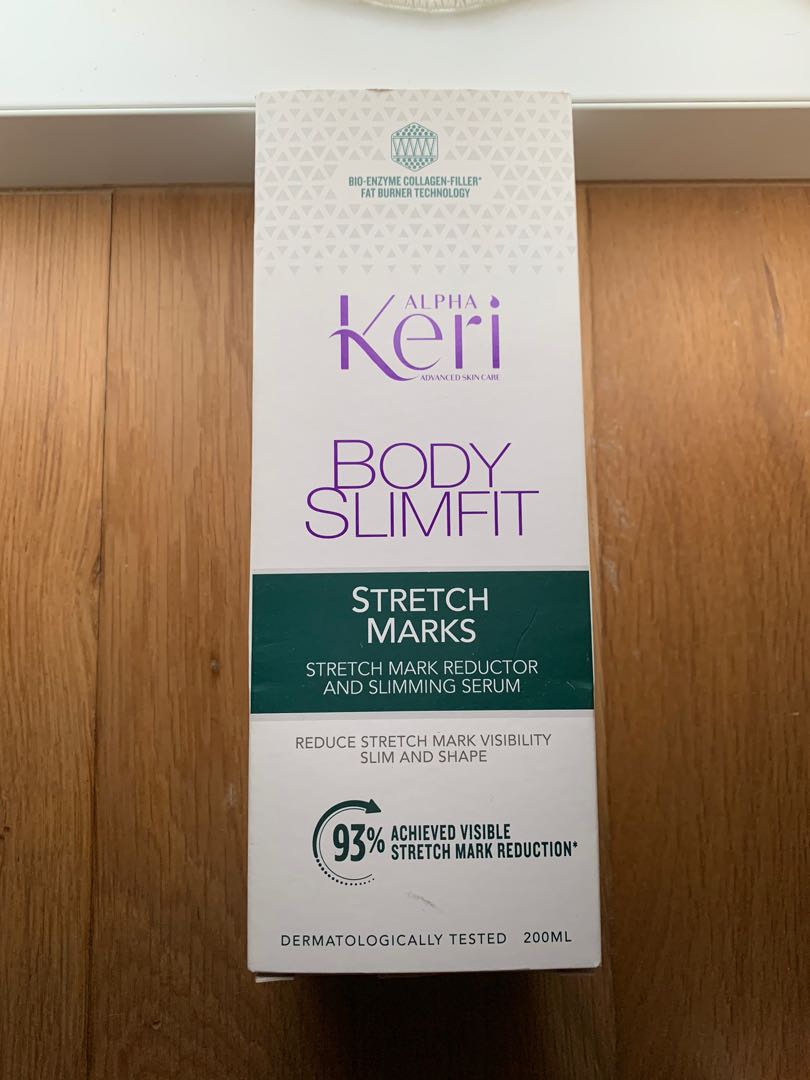 BIO-ENZYME COLLAGEN-FILLER*
FAT BURNER TECHNOLOGY
ALPHA
Keri
ADVANCED SKIN CARE
BODY
SLIMFIT
STRETCH
MARKS
STRETCH MARK REDUCTOR
AND SLIMMING SERUM
REDUCE STRETCH MARK VISIBILITY
SLIM AND SHAPE
93% ACHIEVED VISIBLE
STRETCH MARK REDUCTION*
DERMATOLOGICALLY TESTED 200ML